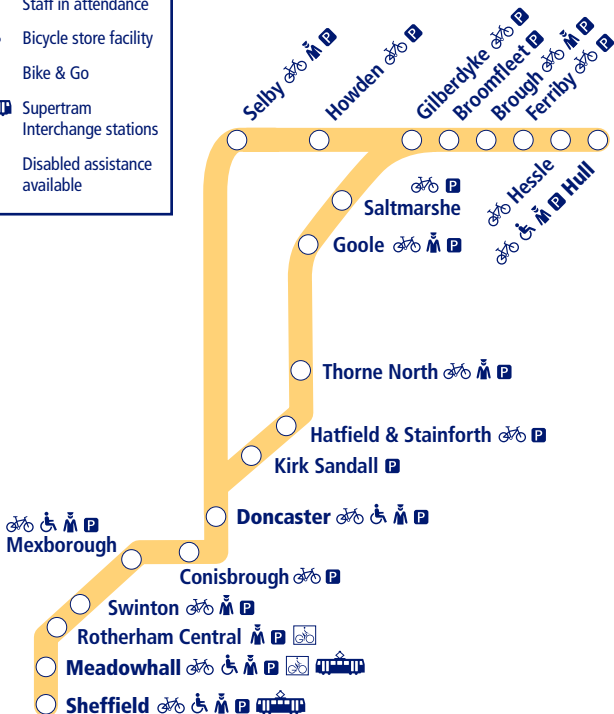 Staff in attendance
Bicycle store facility
Bike & Go
Supertram
Interchange stations
Disabled assistance
available
Selby P
Howden P
Gilberdyke P
Broomfleet P
Brough P
Ferriby P
Hessle
P Hull
P
Saltmarshe
Goole P
Thorne North P
Hatfield & Stainforth P
Kirk Sandall P
Doncaster P
P
Mexborough
Conisbrough P
Swinton P
Rotherham Central P
Meadowhall P
Sheffield P